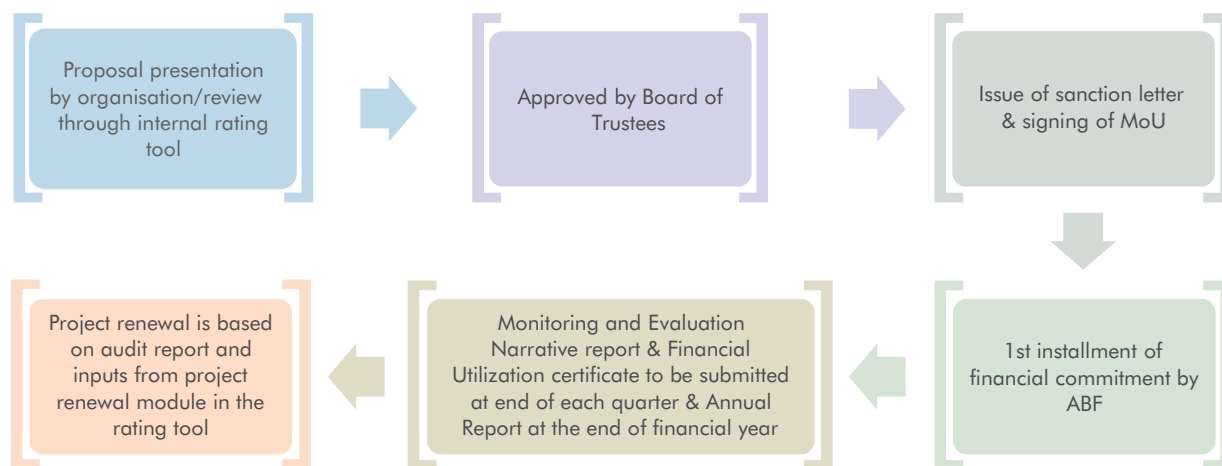 Proposal presentation
by organisation/review
through internal rating
tool
Approved by Board of
Trustees
Issue of sanction letter
& signing of MoU
1st installment of
financial commitment by
ABF
Monitoring and Evaluation
Narrative report & Financial
Utilization certificate to be submitted
at end of each quarter & Annual
Report at the end of financial year
Project renewal is based
on audit report and
inputs from project
renewal module in the
rating tool